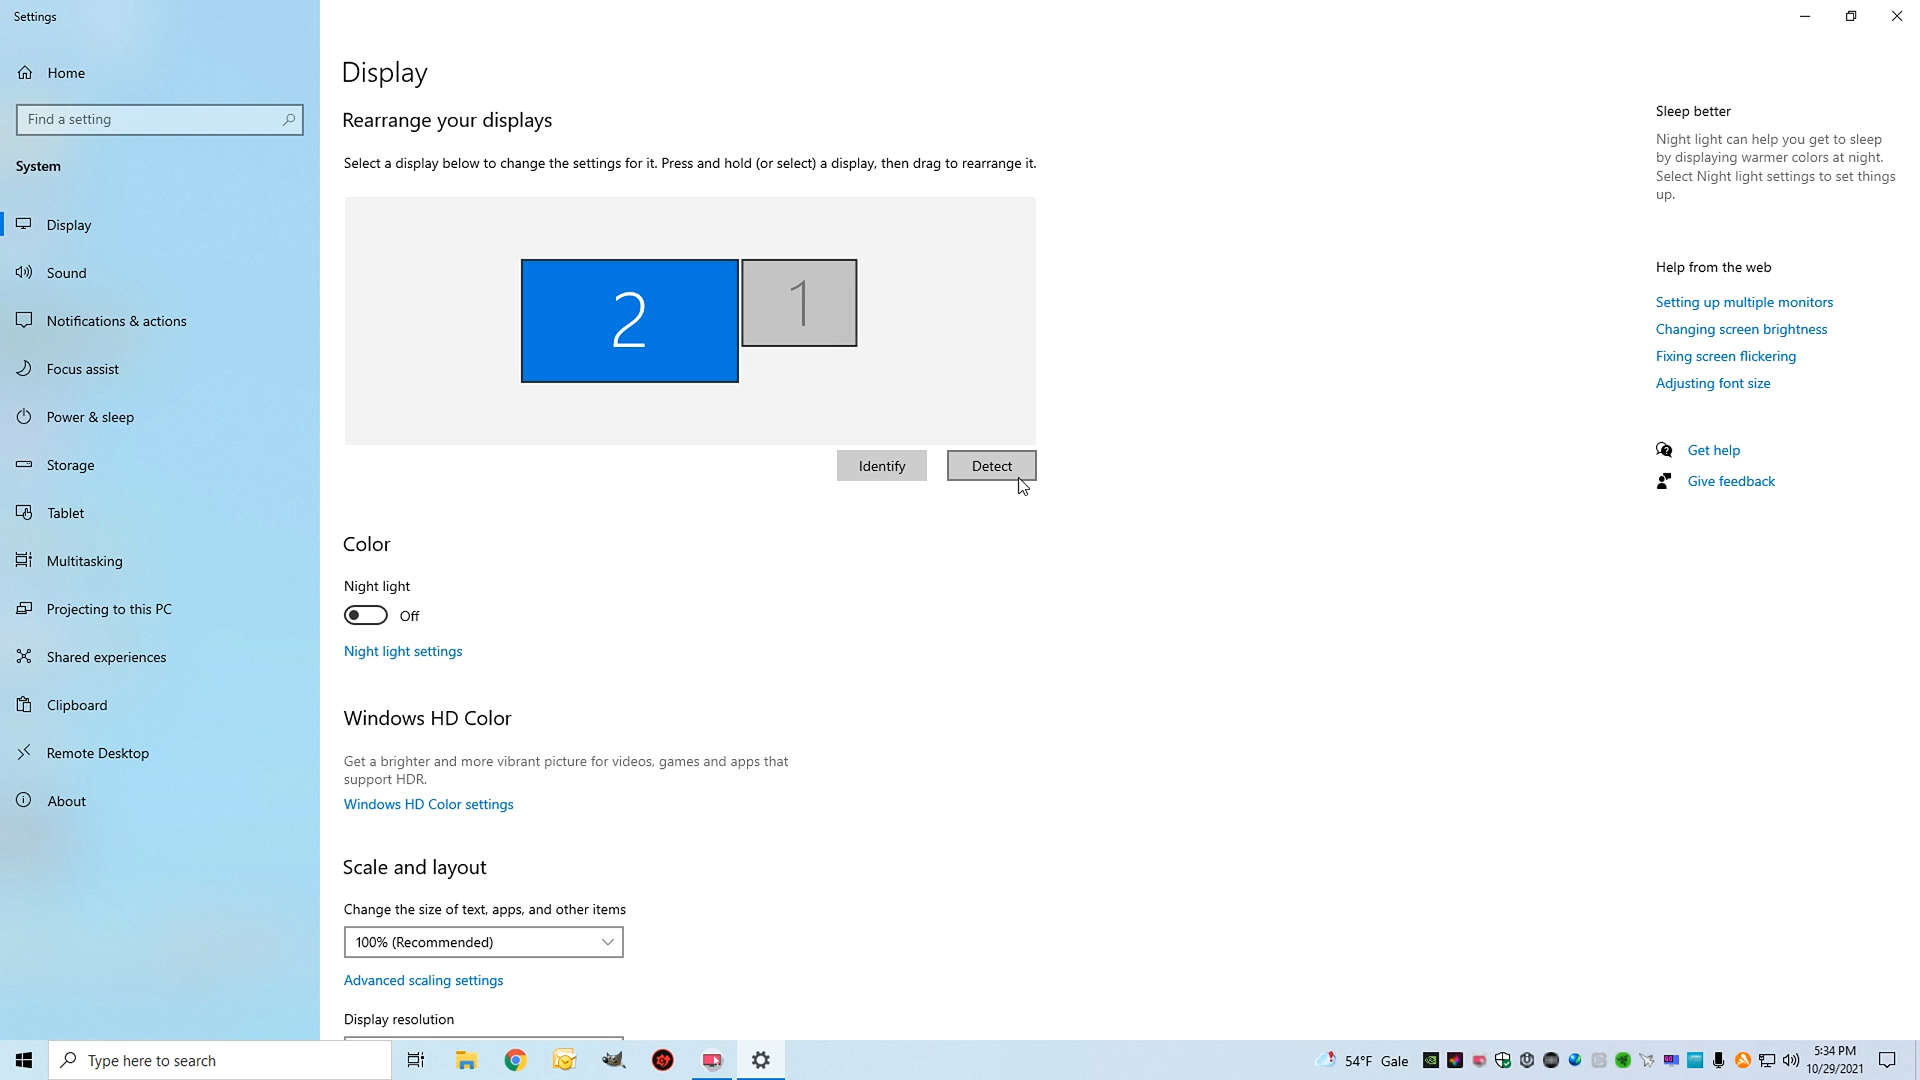 Settings
Home
Find a setting
System
Display
Sound
Notifications & actions
Focus assist
Power & sleep
Storage
Tablet
Multitasking
Projecting to this PC
Shared experiences
Clipboard
Remote Desktop
About
Display
Rearrange your displays
Select a display below to change the settings for it. Press and hold (or select) a display, then drag to rearrange it.
2
1
Identify
Detect
Color
Night light
Off
Night light settings
Windows HD Color
Get a brighter and more vibrant picture for videos, games and apps that
support HDR.
Windows HD Color settings
Scale and layout
Change the size of text, apps, and other items
100% (Recommended)
Advanced scaling settings
Display resolution
Sleep better
Night light can help you get to sleep
by displaying warmer colors at night.
Select Night light settings to set things
up.
Help from the web
Setting up multiple monitors
Changing screen brightness
Fixing screen flickering
Adjusting font size
Get help
Give feedback
Type here to search
54°F Gale
5:34 PM
10/29/2021